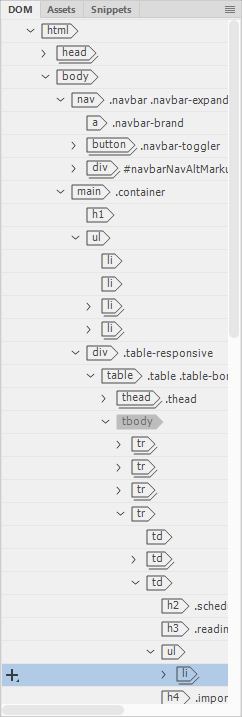 DOM Assets Snippets
html
head
body
nav .navbar .navbar-expand
a .navbar-brand
button .navbar-toggler
div #navbarNavAltMarku
main .container
h1
ul
li
li
li
li
div .table-responsive
table .table .table-bor
thead .thead
tbody
tr
tr
tr
tr
td
td
td
h2 .schedu
h3 .readin
ul
li
h4 .impor